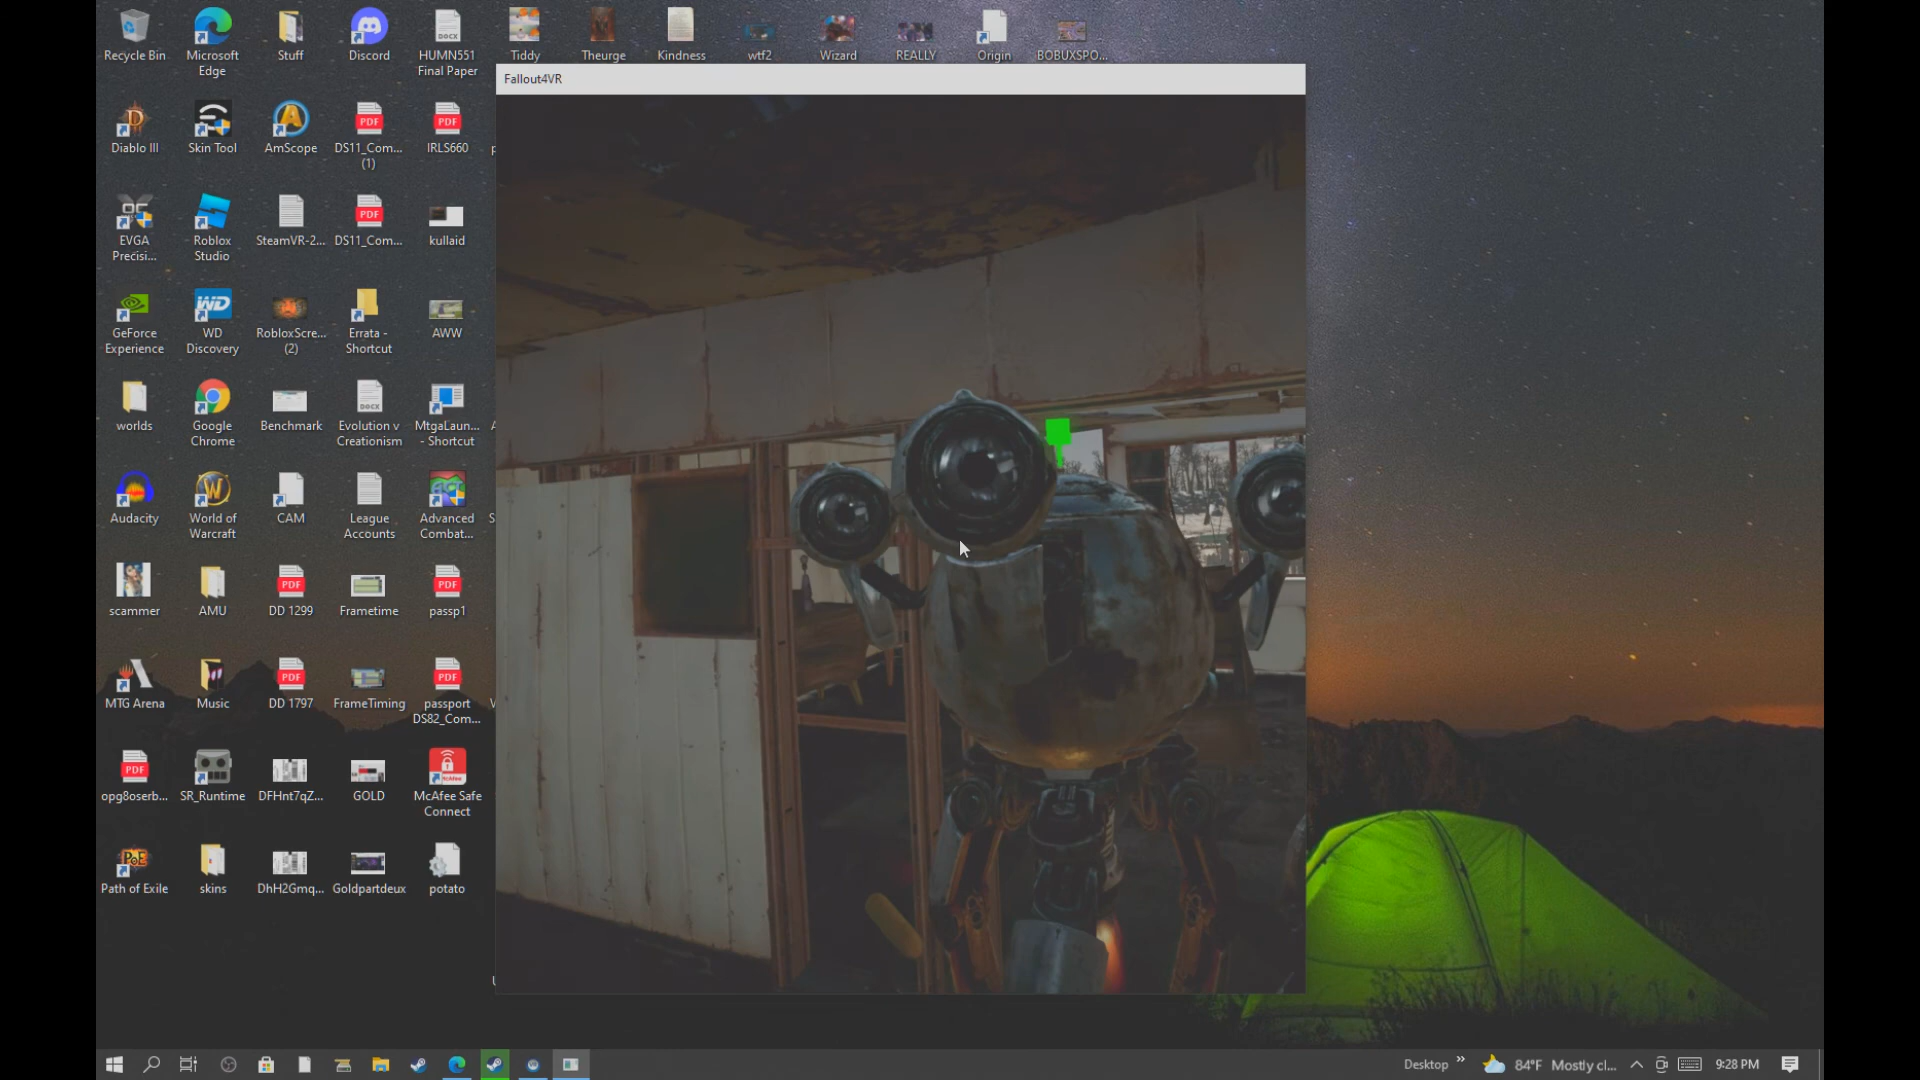 Recycle Bin
Microsoft
Edge
Stuff
Discord
HUMN551
Final Paper
Tiddy
Theurge
Kindness
wtf2
Wizard
REALLY
Origin
BOBUXSPO...
Fallout4VR
Diablo III
Skin Tool
AmScope
DS11_Com...
(1)
IRLS660
EVGA
Precisi...
Roblox
Studio
SteamVR-2...
DS11_Com...
kullaid
GeForce
Experience
WD
Discovery
RobloxScre...
(2)
Errata -
Shortcut
AWW
worlds
Google
Chrome
Benchmark
Evolution v
Creationism
MtgaLaun...
- Shortcut
Audacity
World of
Warcraft
CAM
League
Accounts
Advanced
Combat...
scammer
AMU
DD 1299
Frametime
passp1
MTG Arena
Music
DD 1797
FrameTiming
passport
DS82_Com...
opg8oserb...
SR_Runtime
DFHnt7qZ...
GOLD
McAfee Safe
Connect
Path of Exile
skins
DhH2Gmq...
Goldpartdeux
potato
Desktop
84°F Mostly cl...
9:28 PM